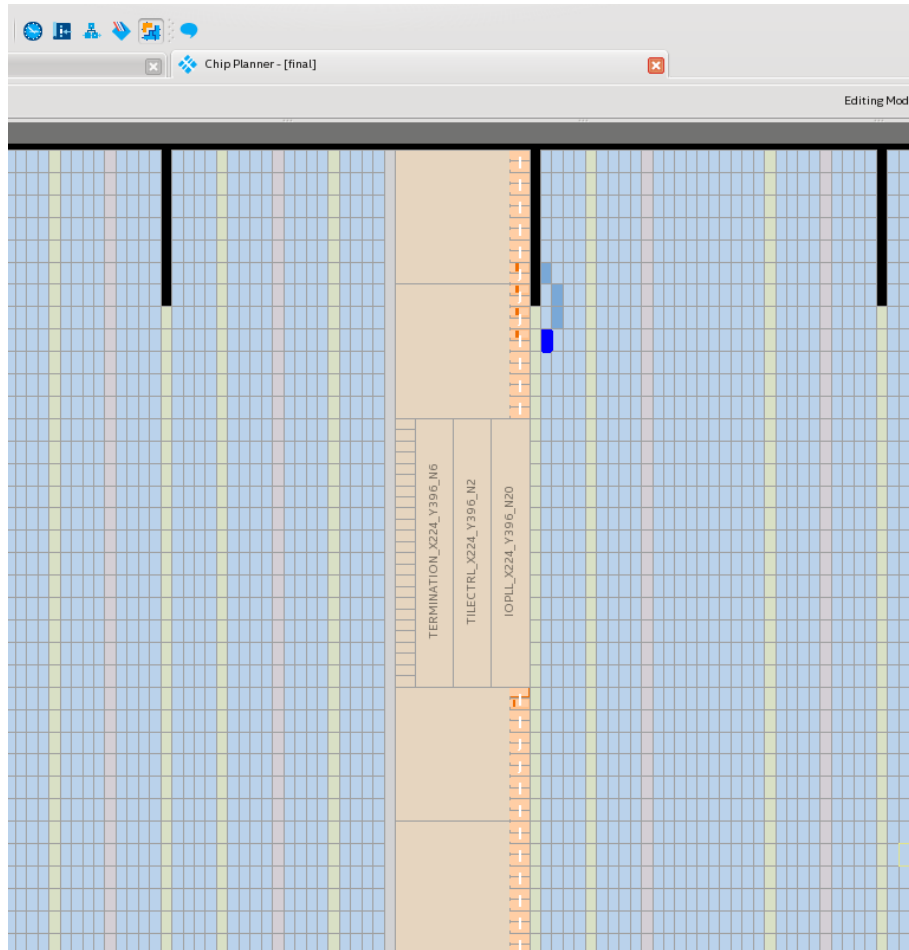 Chip Planner - [final]
Editing Mod
TERMINATION_X224_Y396_N6
TILECTRL_X224_Y396_N2
IOPLL_X224_Y396_N20